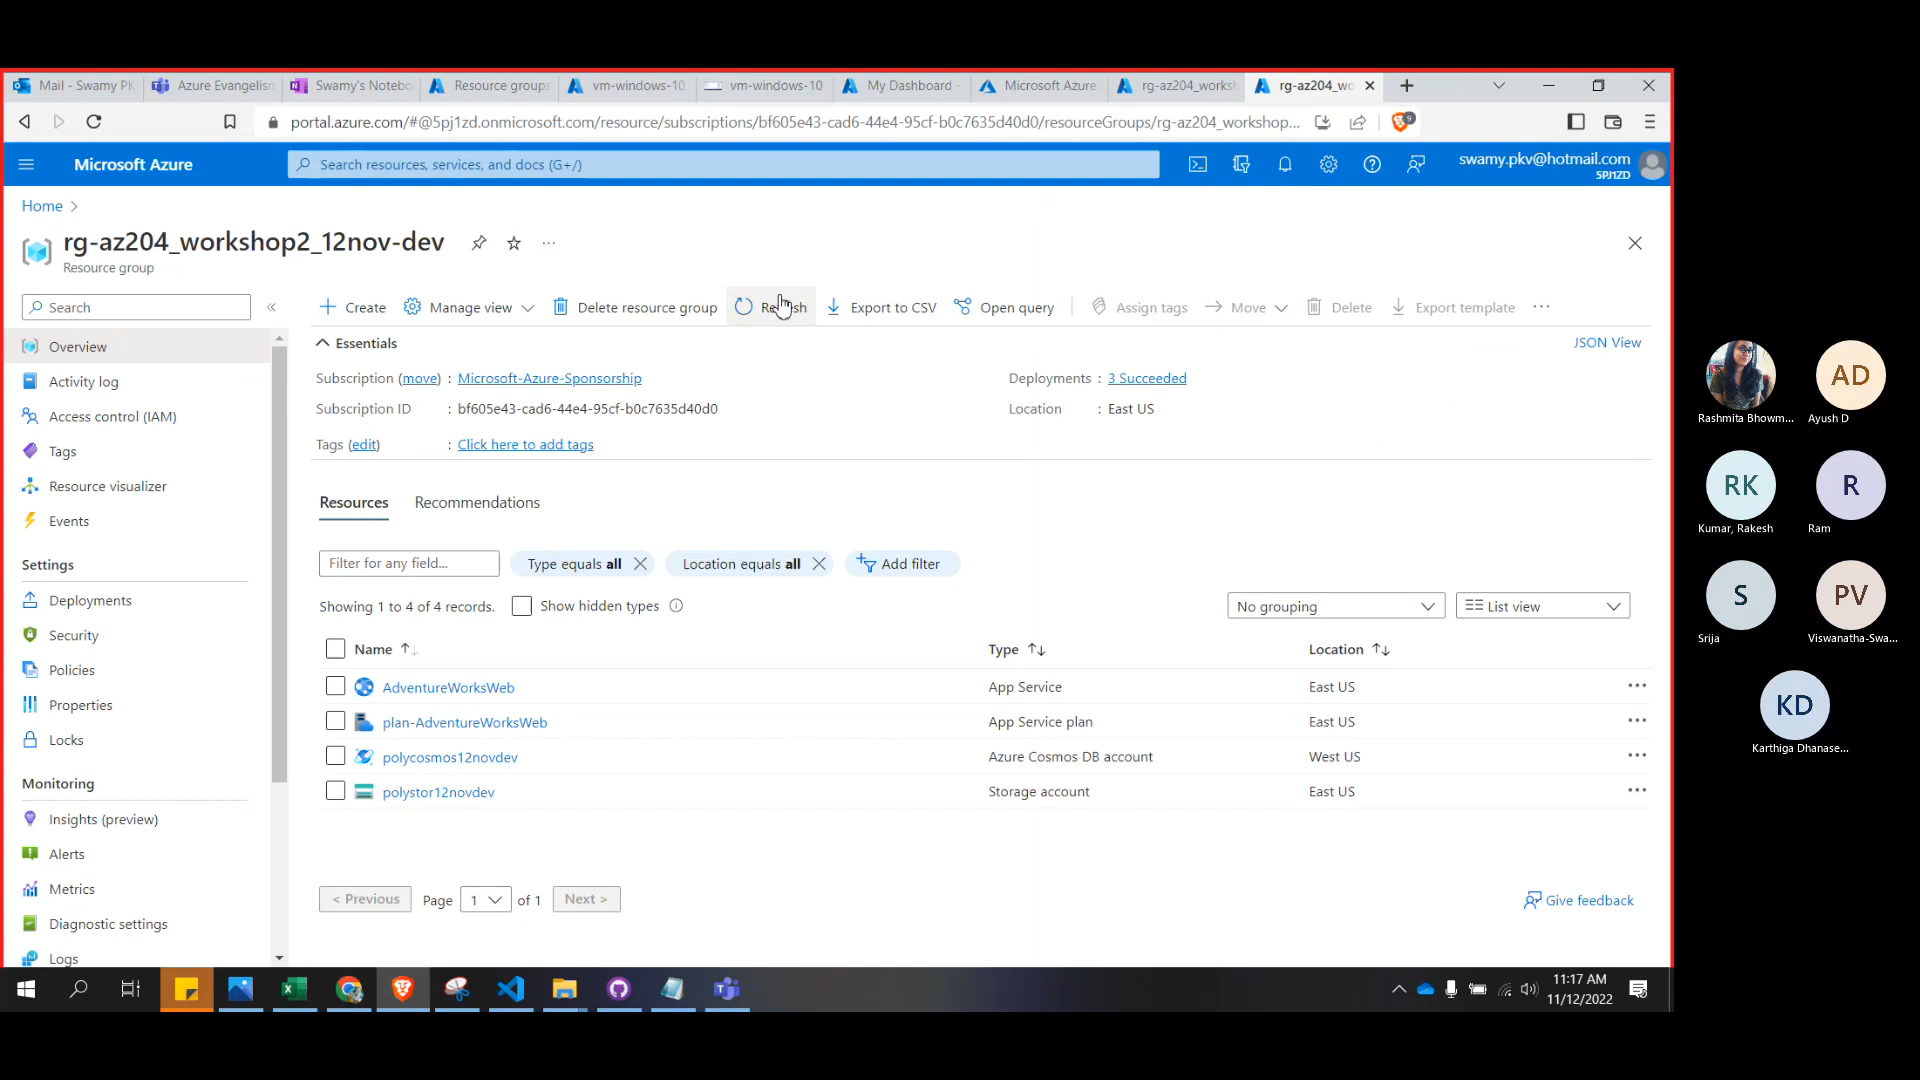 Mail - Swamy PK
Azure Evangelism
Swamy's Notebo
Resource groups
vm-windows-10
vm-windows-10
My Dashboard -
Microsoft Azure
rg-az204_worksh
rg-az204_wo
portal.azure.com/#@5pj1zd.onmicrosoft.com/resource/subscriptions/bf605e43-cad6-44e4-95cf-b0c7635d40d0/resourceGroups/rg-az204_workshop...
9
Microsoft Azure
Search resources, services, and docs (G+/)
swamy.pkv@hotmail.com
5PJ1ZD
Home
rg-az204_workshop2_12nov-dev
Resource group
Search
Create
Manage view
Delete resource group
Refresh
Export to CSV
Open query
Assign tags
Move
Delete
Export template
Overview
Activity log
Access control (IAM)
Tags
Resource visualizer
Events
Settings
Deployments
Security
Policies
Properties
Locks
Monitoring
Insights (preview)
Alerts
Metrics
Diagnostic settings
Logs
Essentials
JSON View
Subscription (move) : Microsoft-Azure-Sponsorship
Deployments : 3 Succeeded
Subscription ID : bf605e43-cad6-44e4-95cf-b0c7635d40d0
Location : East US
Tags (edit) : Click here to add tags
Resources
Recommendations
Filter for any field...
Type equals all
Location equals all
Add filter
Showing 1 to 4 of 4 records.
Show hidden types
No grouping
List view
Name
Type
Location
AdventureWorksWeb App Service East US
plan-AdventureWorksWeb App Service plan East US
polycosmos12novdev Azure Cosmos DB account West US
polystor12novdev Storage account East US
< Previous
Page 1 of 1
Next >
Give feedback
11:17 AM
11/12/2022
Rashmita Bhowm...
AD
Ayush D
RK
Kumar, Rakesh
R
Ram
S
Srija
PV
Viswanatha-Swa...
KD
Karthiga Dhanase...